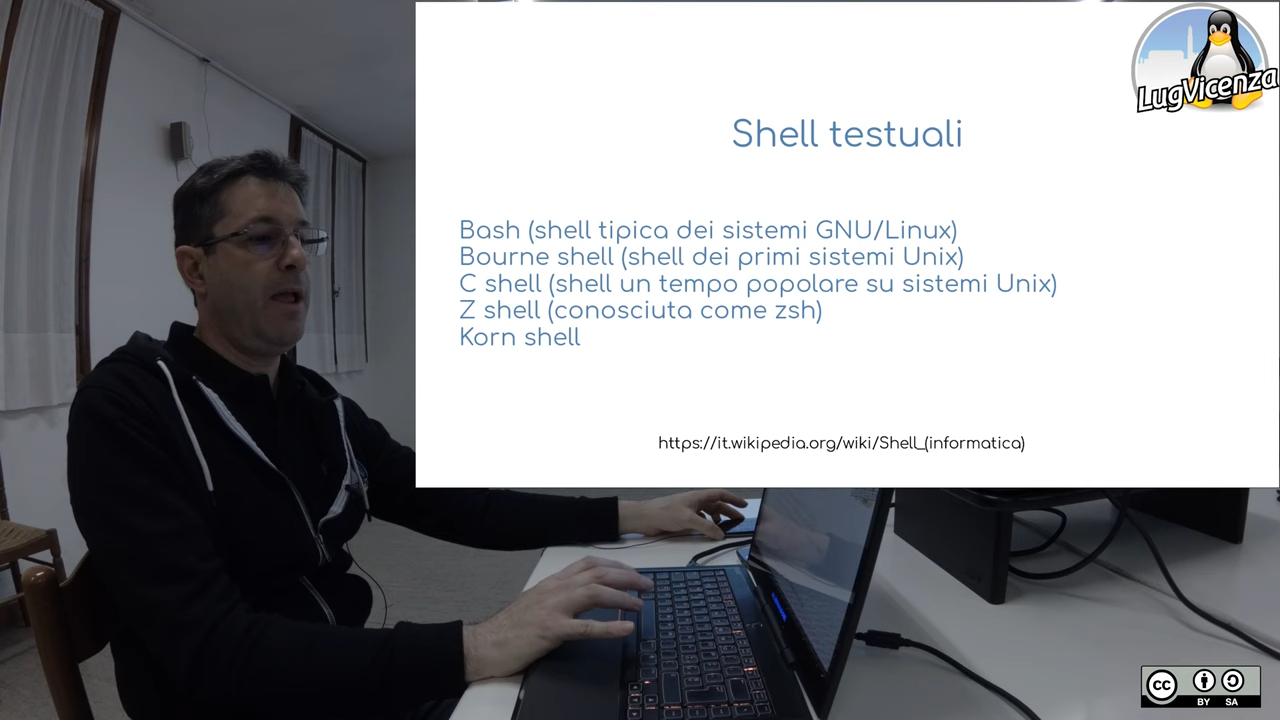 LugVicenza
Shell testuali
Bash (shell tipica dei sistemi GNU/Linux)
Bourne shell (shell dei primi sistemi Unix)
C shell (shell un tempo popolare su sistemi Unix)
Z shell (conosciuta come zsh)
Korn shell
https://it.wikipedia.org/wiki/Shell_(informatica)
cc
BY SA